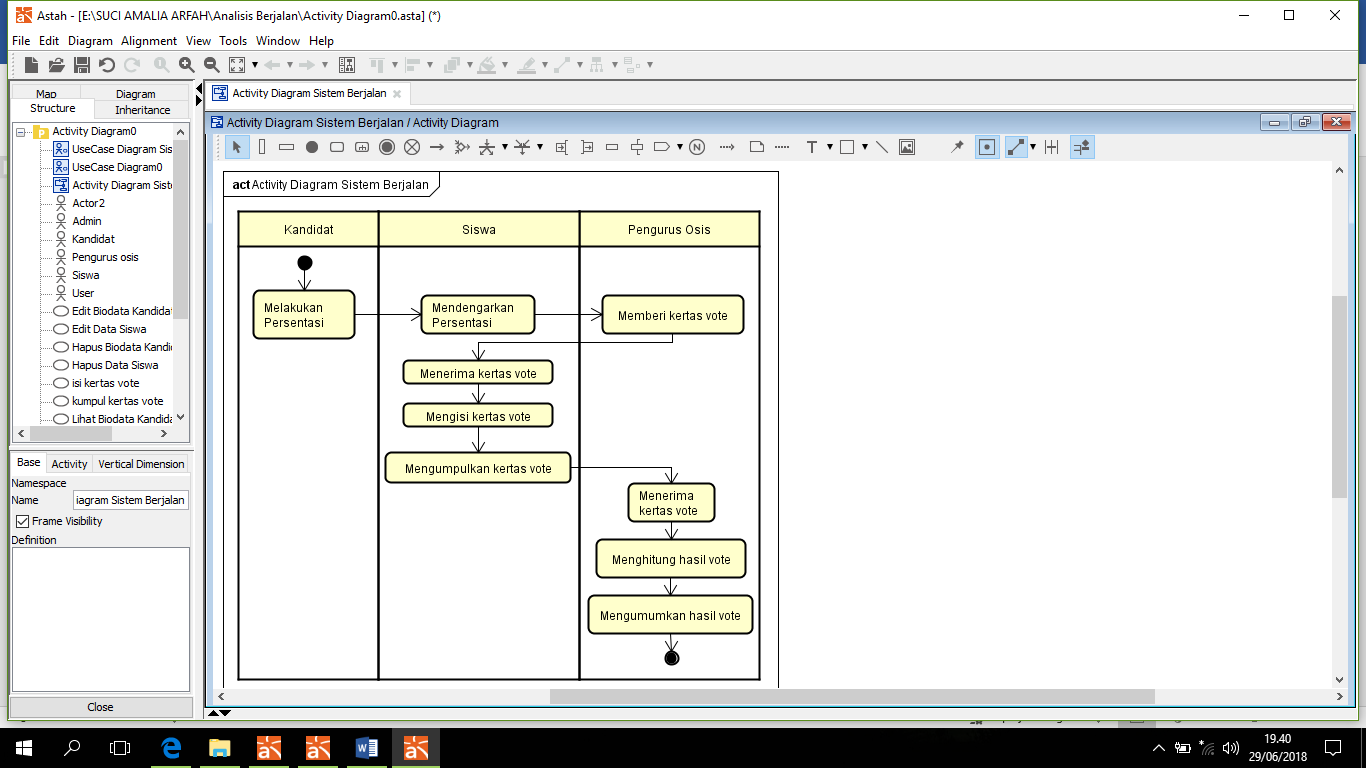 Astah - [E:\SUCI AMALIA ARFAH\Analisis Berjalan\Activity Diagram0.asta] (*)
File Edit Diagram Alignment View Tools Window Help
Map Diagram
Structure Inheritance
Activity Diagram0
UseCase Diagram Sis
UseCase Diagram0
Activity Diagram Sist
Actor2
Admin
Kandidat
Pengurus osis
Siswa
User
Edit Biodata Kandidat
Edit Data Siswa
Hapus Biodata Kandi
Hapus Data Siswa
isi kertas vote
kumpul kertas vote
Lihat Biodata Kandida
Base Activity Vertical Dimension
Namespace
Name iagram Sistem Berjalan
Frame Visibility
Definition
Close
Activity Diagram Sistem Berjalan
Activity Diagram Sistem Berjalan / Activity Diagram
N T
act Activity Diagram Sistem Berjalan
Kandidat Siswa Pengurus Osis
Melakukan
Persentasi
Mendengarkan
Persentasi
Memberi kertas vote
Menerima kertas vote
Mengisi kertas vote
Mengumpulkan kertas vote
Menerima
kertas vote
Menghitung hasil vote
Mengumumkan hasil vote
19.40
29/06/2018